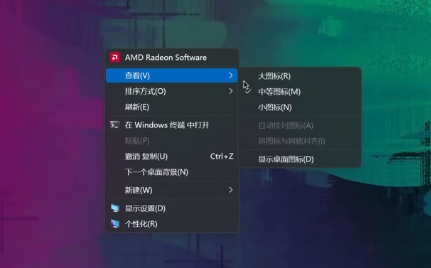 AMD Radeon Software
查看(V)
排序方式(O)
刷新(E)
在 Windows 终端 中打开
粘贴(P)
撤消 复制(U) Ctrl+Z
下一个桌面背景(N)
新建(W)
显示设置(D)
个性化(R)
大图标(R)
中等图标(M)
小图标(N)
自动排列图标(A)
将图标与网格对齐(I)
显示桌面图标(D)